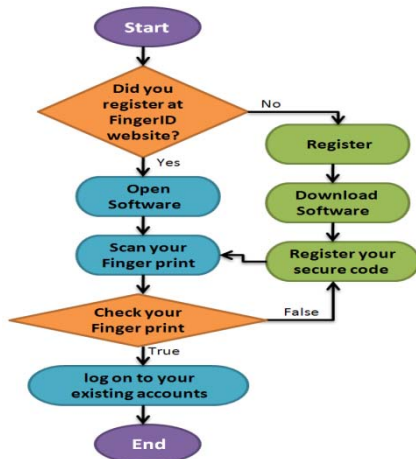 Start
Did you
register at
FingerID
website?
No
Register
Yes
Open
Software
Download
Software
Scan your
Finger print
Register your
secure code
Check your
Finger print
False
True
log on to your
existing accounts
End